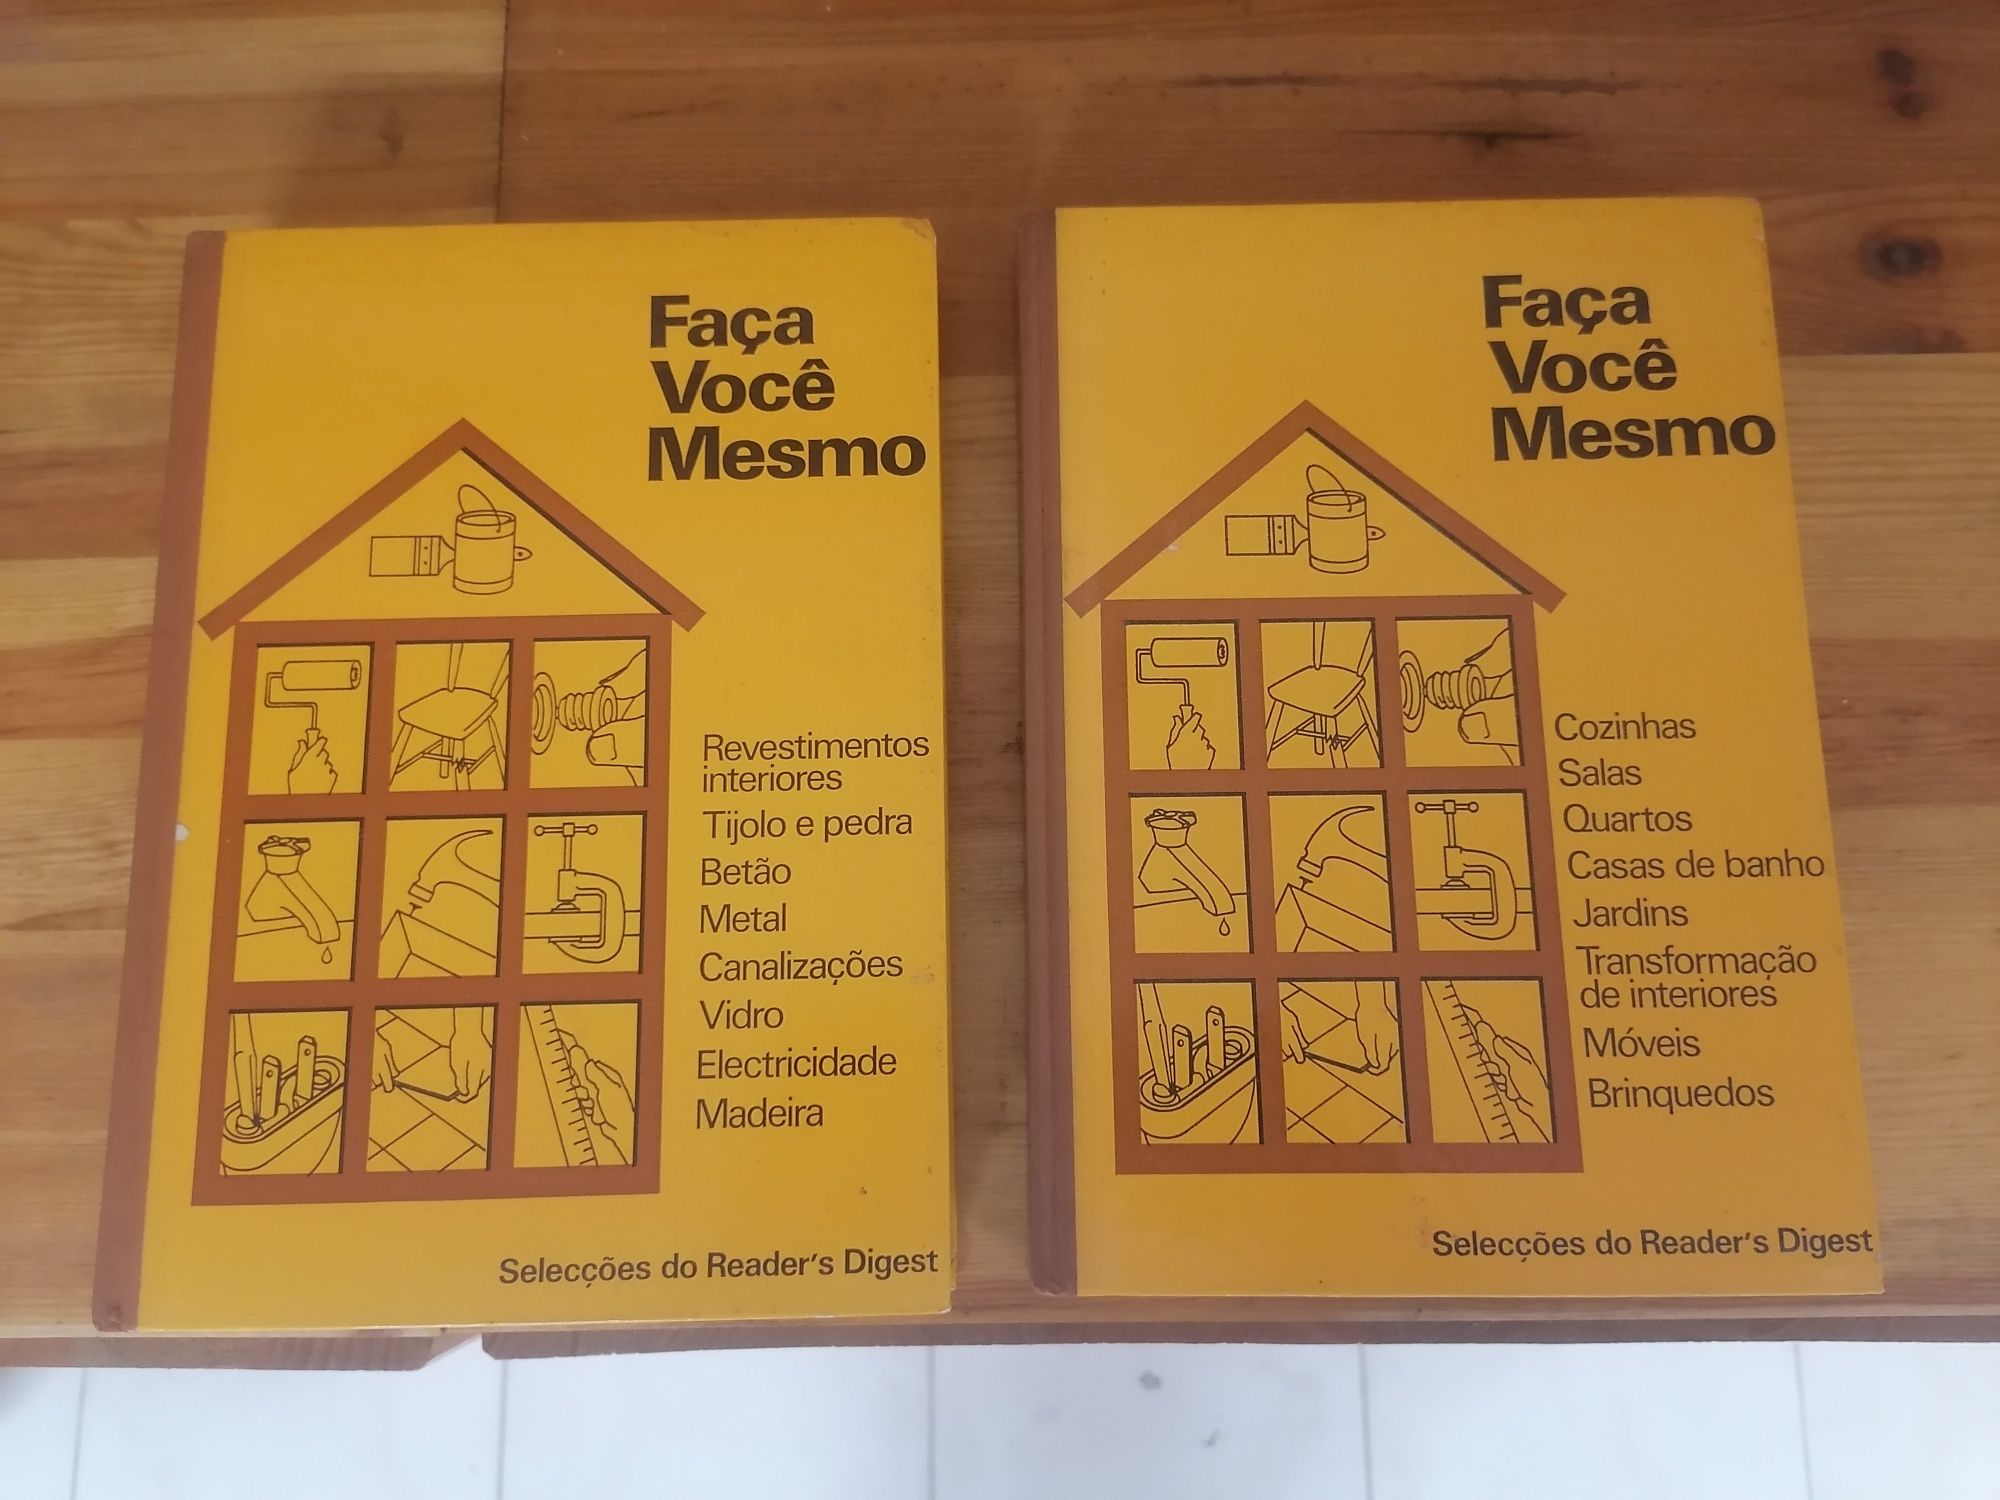 Faça
Você
Mesmo
Revestimentos
interiores
Tijolo e pedra
Betão
Metal
Canalizações
Vidro
Electricidade
Madeira
Selecções do Reader's Digest
Faça
Você
Mesmo
Cozinhas
Salas
Quartos
Casas de banho
Jardins
Transformação
de interiores
Móveis
Brinquedos
Selecções do Reader's Digest